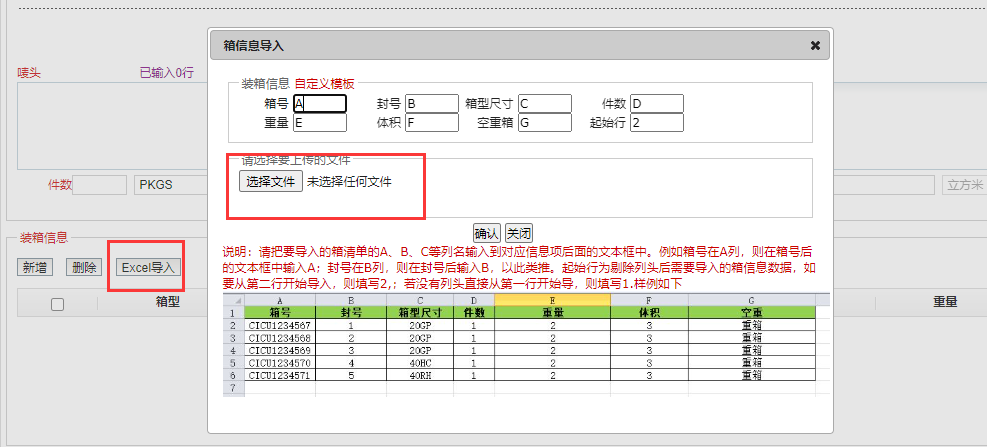 箱信息导入 ✖
唛头 已输入0行
装箱信息 自定义模板
箱号 A 封号 B 箱型尺寸 C 件数 D
重量 E 体积 F 空重箱 G 起始行 2
请选择要上传的文件
选择文件 未选择任何文件
件数 PKGS 立方米
确认 关闭
装箱信息
新增 删除 Excel导入
箱型 重量
说明：请把要导入的箱清单的A、B、C等列名输入到对应信息项后面的文本框中。例如箱号在A列，则在箱号后
的文本框中输入A；封号在B列，则在封号后输入B，以此类推。起始行为剔除列头后需要导入的箱信息数据，如
要从第二行开始导入，则填写2,；若没有列头直接从第一行开始导，则填写1.样例如下
A B C D E F G
1 箱号 封号 箱型尺寸 件数 重量 体积 空重
2 CICU1234567 1 20GP 1 2 3 重箱
3 CICU1234568 2 20GP 1 2 3 重箱
4 CICU1234569 3 20GP 1 2 3 重箱
5 CICU1234570 4 40HC 1 2 3 重箱
6 CICU1234571 5 40RH 1 2 3 重箱
7